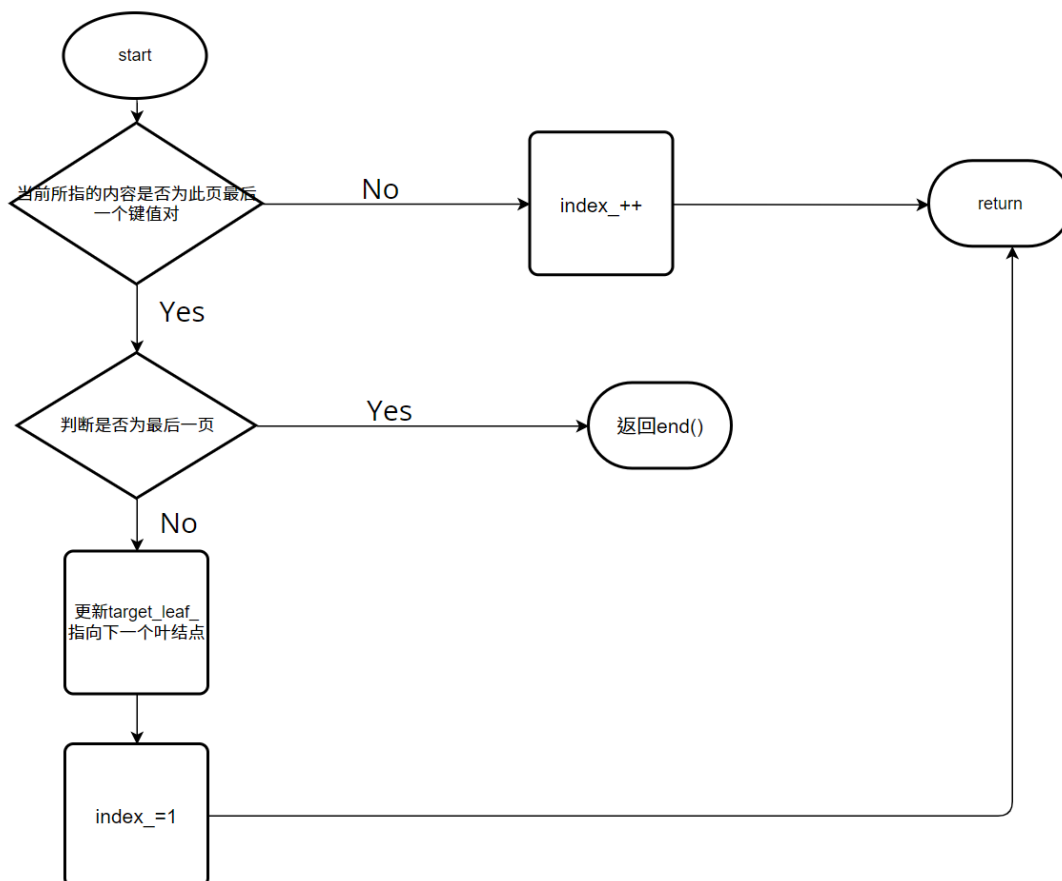 start
当前所指的内容是否为此页最后
一个键值对
No
index_++
return
Yes
判断是否为最后一页
Yes
返回end()
No
更新target_leaf_
指向下一个叶结点
index_=1